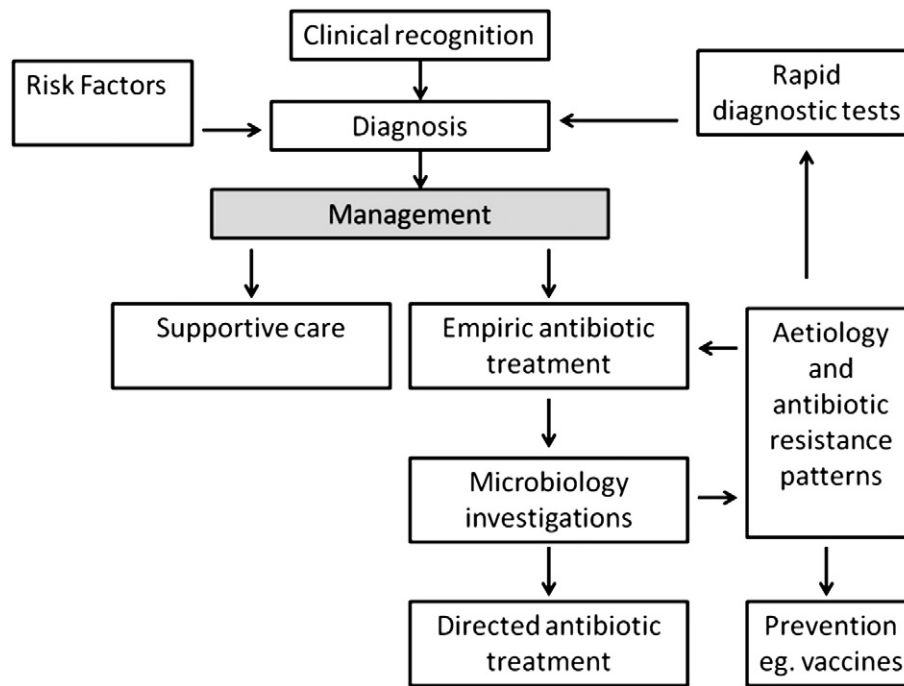 Clinical recognition
Risk Factors
Rapid
diagnostic tests
Diagnosis
Management
Supportive care
Empiric antibiotic
treatment
Aetiology
and
antibiotic
resistance
patterns
Microbiology
investigations
Directed antibiotic
treatment
Prevention
eg. vaccines